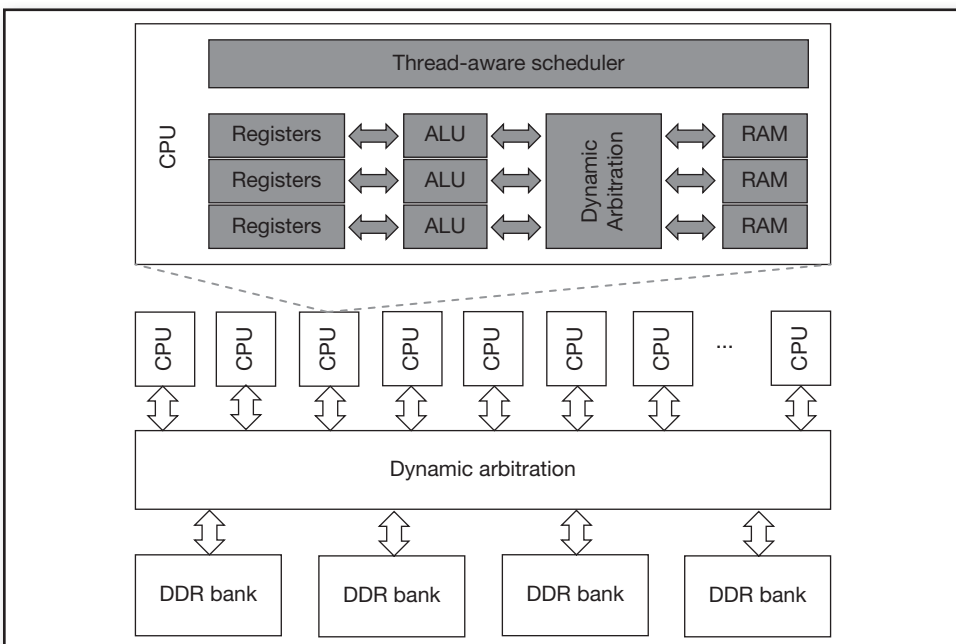 Thread-aware scheduler
CPU
Registers ALU Dynamic Arbitration RAM
Registers ALU RAM
Registers ALU RAM
CPU CPU CPU CPU CPU CPU CPU ... CPU
Dynamic arbitration
DDR bank DDR bank DDR bank DDR bank